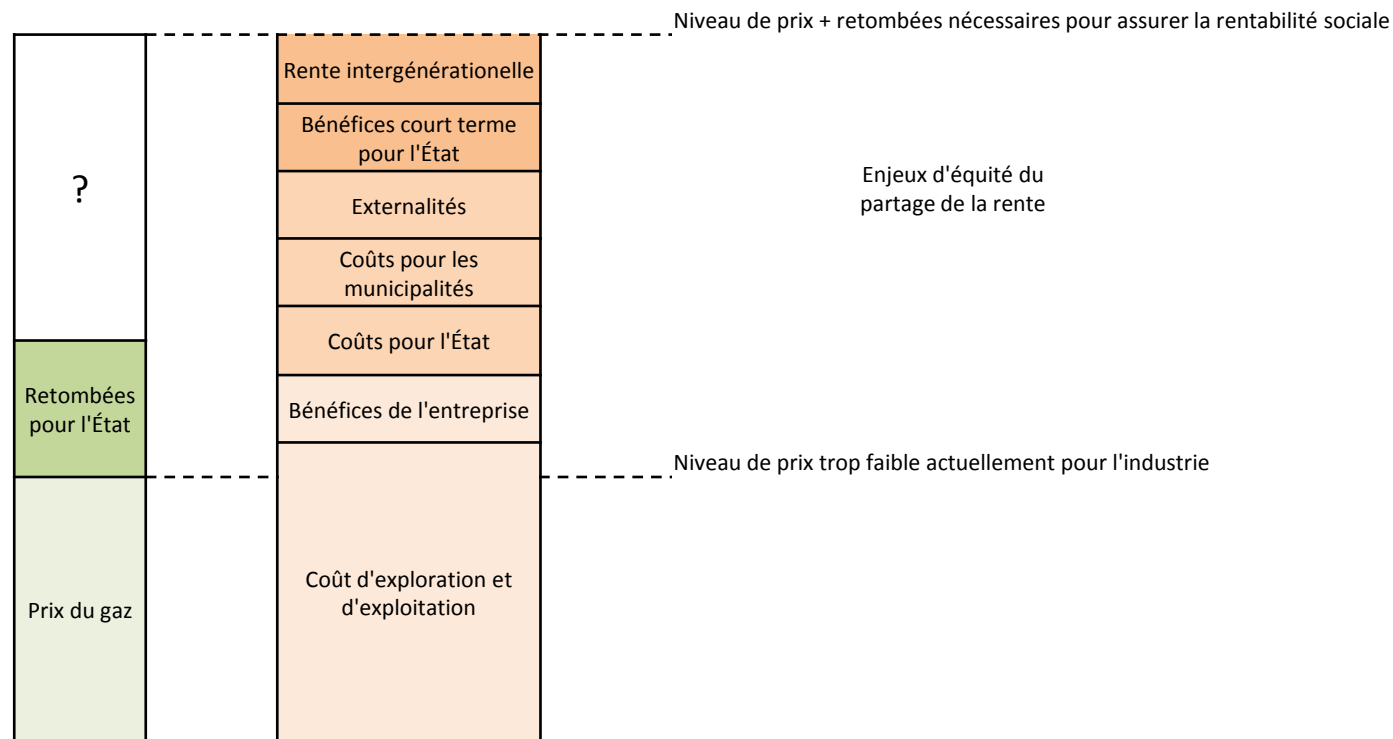 Niveau de prix + retombées nécessaires pour assurer la rentabilité sociale
Rente intergénérationelle
Bénéfices court terme
pour l'État
?
Enjeux d'équité du
partage de la rente
Externalités
Coûts pour les
municipalités
Coûts pour l'État
Retombées
pour l'État
Bénéfices de l'entreprise
Niveau de prix trop faible actuellement pour l'industrie
Coût d'exploration et
d'exploitation
Prix du gaz